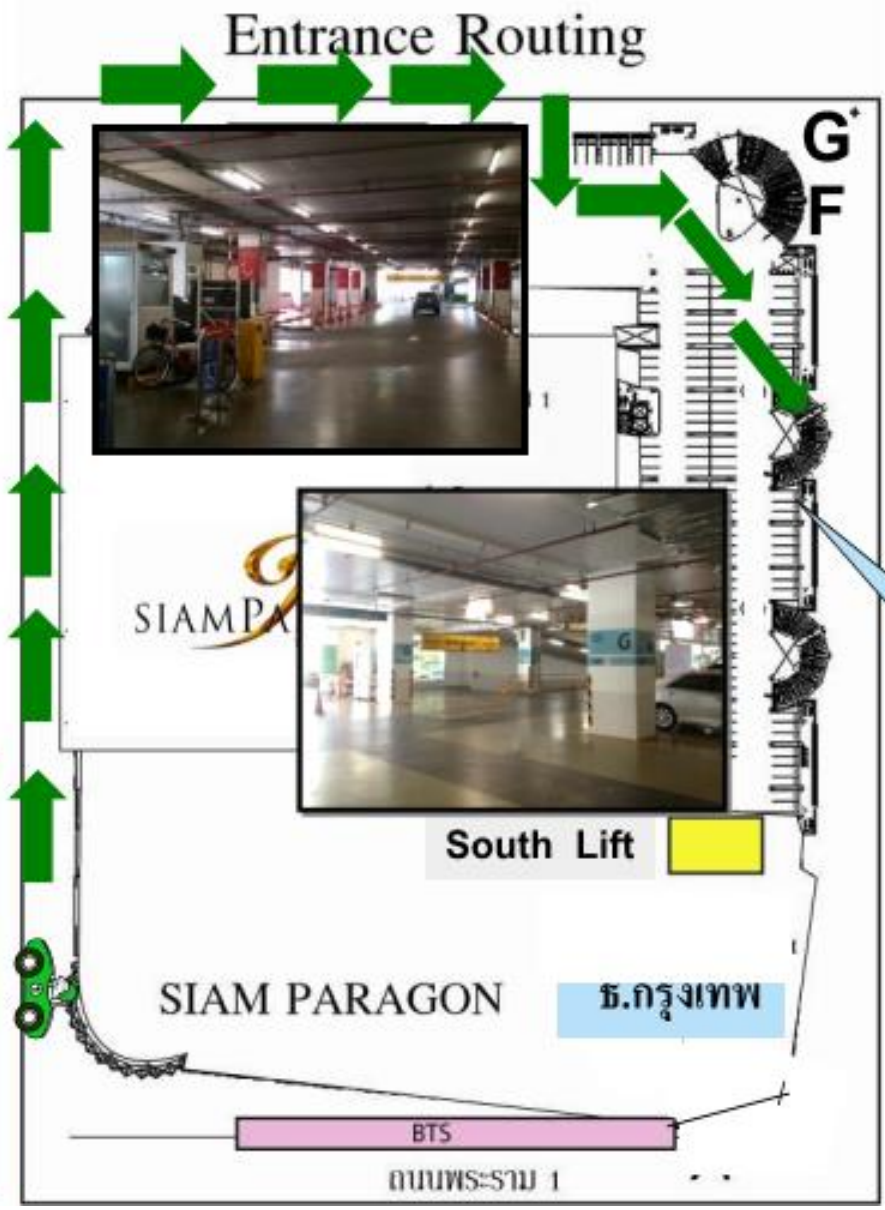 Entrance Routing
G
F
G
South Lift
SIAM PARAGON
ธ.กรุงเทพ
BTS
ถนนพระราม 1